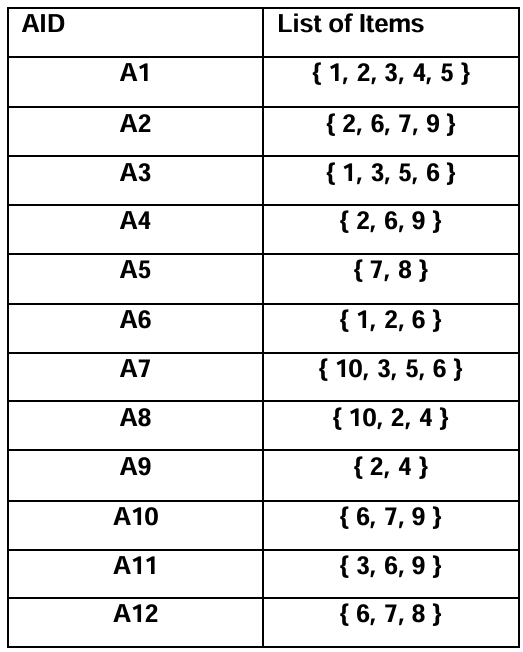 AID List of Items
A1 { 1, 2, 3, 4, 5 }
A2 { 2, 6, 7, 9 }
A3 { 1, 3, 5, 6 }
A4 { 2, 6, 9 }
A5 { 7, 8 }
A6 { 1, 2, 6 }
A7 { 10, 3, 5, 6 }
A8 { 10, 2, 4 }
A9 { 2, 4 }
A10 { 6, 7, 9 }
A11 { 3, 6, 9 }
A12 { 6, 7, 8 }